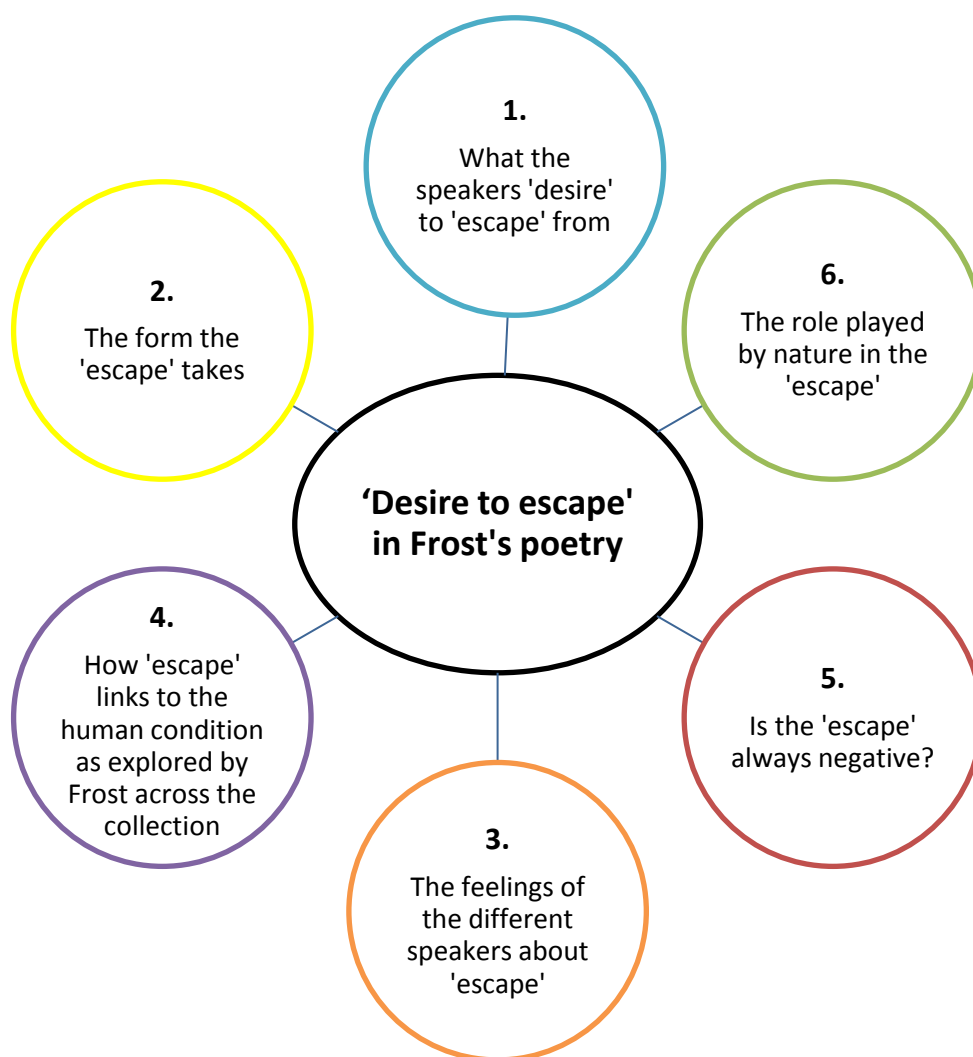 1.
What the
speakers 'desire'
to 'escape' from
2.
The form the
'escape' takes
6.
The role played
by nature in the
'escape'
‘Desire to escape'
in Frost's poetry
4.
How 'escape'
links to the
human condition
as explored by
Frost across the
collection
5.
Is the 'escape'
always negative?
3.
The feelings of
the different
speakers about
'escape'